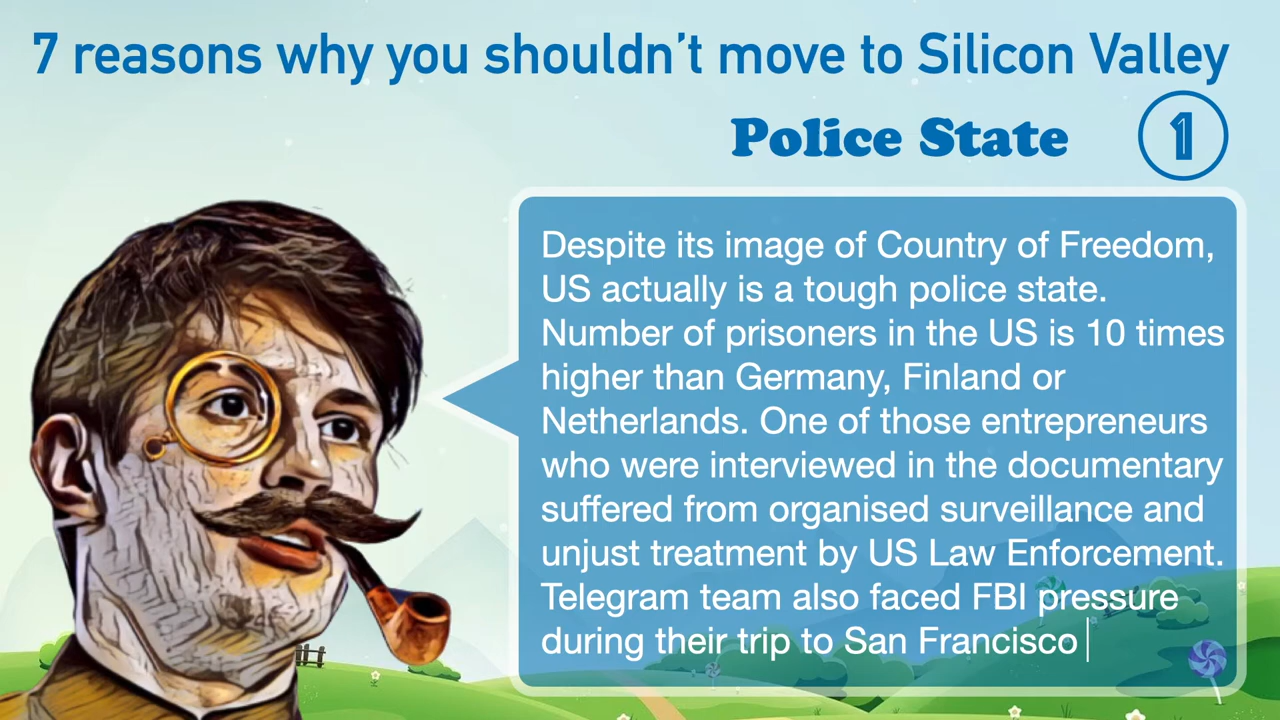 7 reasons why you shouldn't move to Silicon Valley
Police State
1
Despite its image of Country of Freedom,
US actually is a tough police state.
Number of prisoners in the US is 10 times
higher than Germany, Finland or
Netherlands. One of those entrepreneurs
who were interviewed in the documentary
suffered from organised surveillance and
unjust treatment by US Law Enforcement.
Telegram team also faced FBI pressure
during their trip to San Francisco